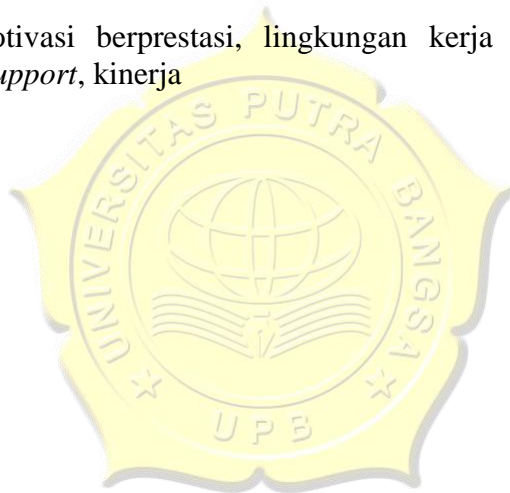 otivasi berprestasi, lingkungan kerja
upport, kinerja
UNIVERSITAS PUTRA BANGSA
UPB